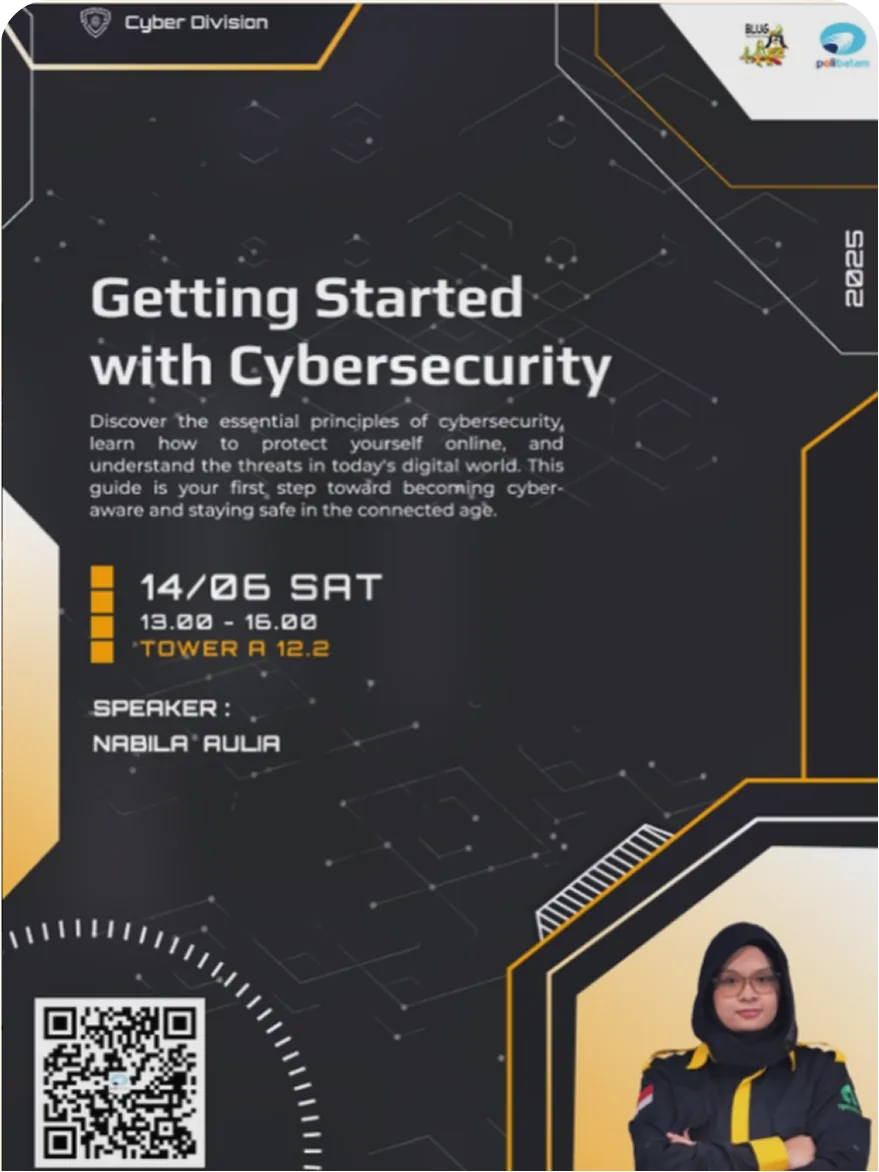 Cyber Division
BLUG
polibatam
2025
Getting Started
with Cybersecurity
Discover the essential principles of cybersecurity,
learn how to protect yourself online, and
understand the threats in today's digital world. This
guide is your first step toward becoming cyber-
aware and staying safe in the connected age.
14/06 SAT
13.00 - 16.00
TOWER A 12.2
SPEAKER :
NABILA AULIA